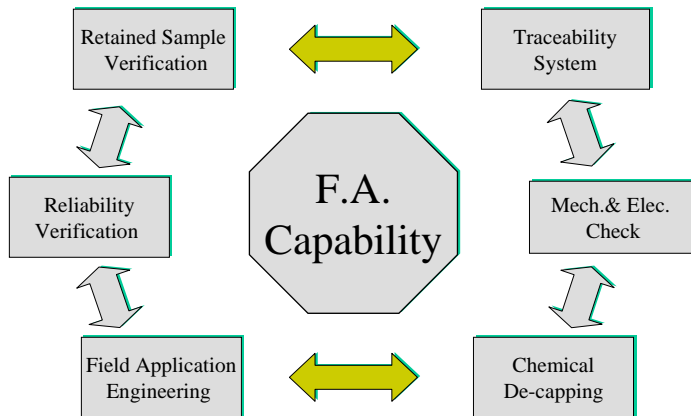 Retained Sample
Verification
Traceability
System
Reliability
Verification
F.A.
Capability
Mech.& Elec.
Check
Field Application
Engineering
Chemical
De-capping